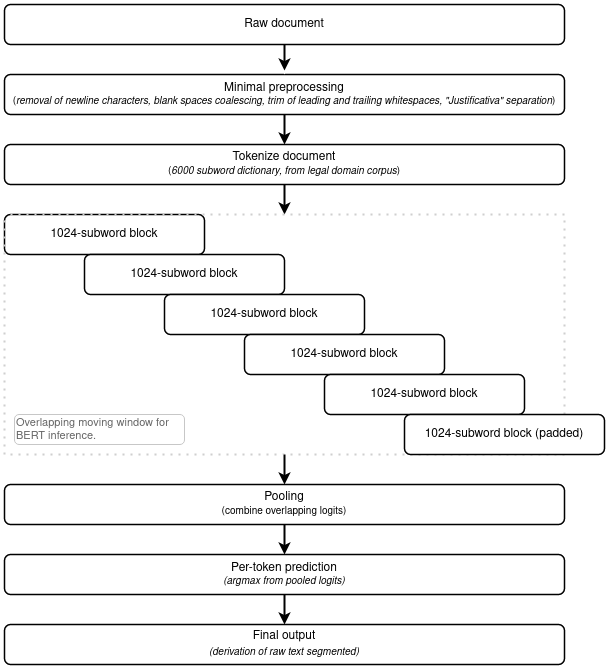 Raw document
Minimal preprocessing
(removal of newline characters, blank spaces coalescing, trim of leading and trailing whitespaces, "Justificativa" separation)
Tokenize document
(6000 subword dictionary, from legal domain corpus)
1024-subword block
1024-subword block
1024-subword block
1024-subword block
1024-subword block
1024-subword block (padded)
Overlapping moving window for
BERT inference.
Pooling
(combine overlapping logits)
Per-token prediction
(argmax from pooled logits)
Final output
(derivation of raw text segmented)